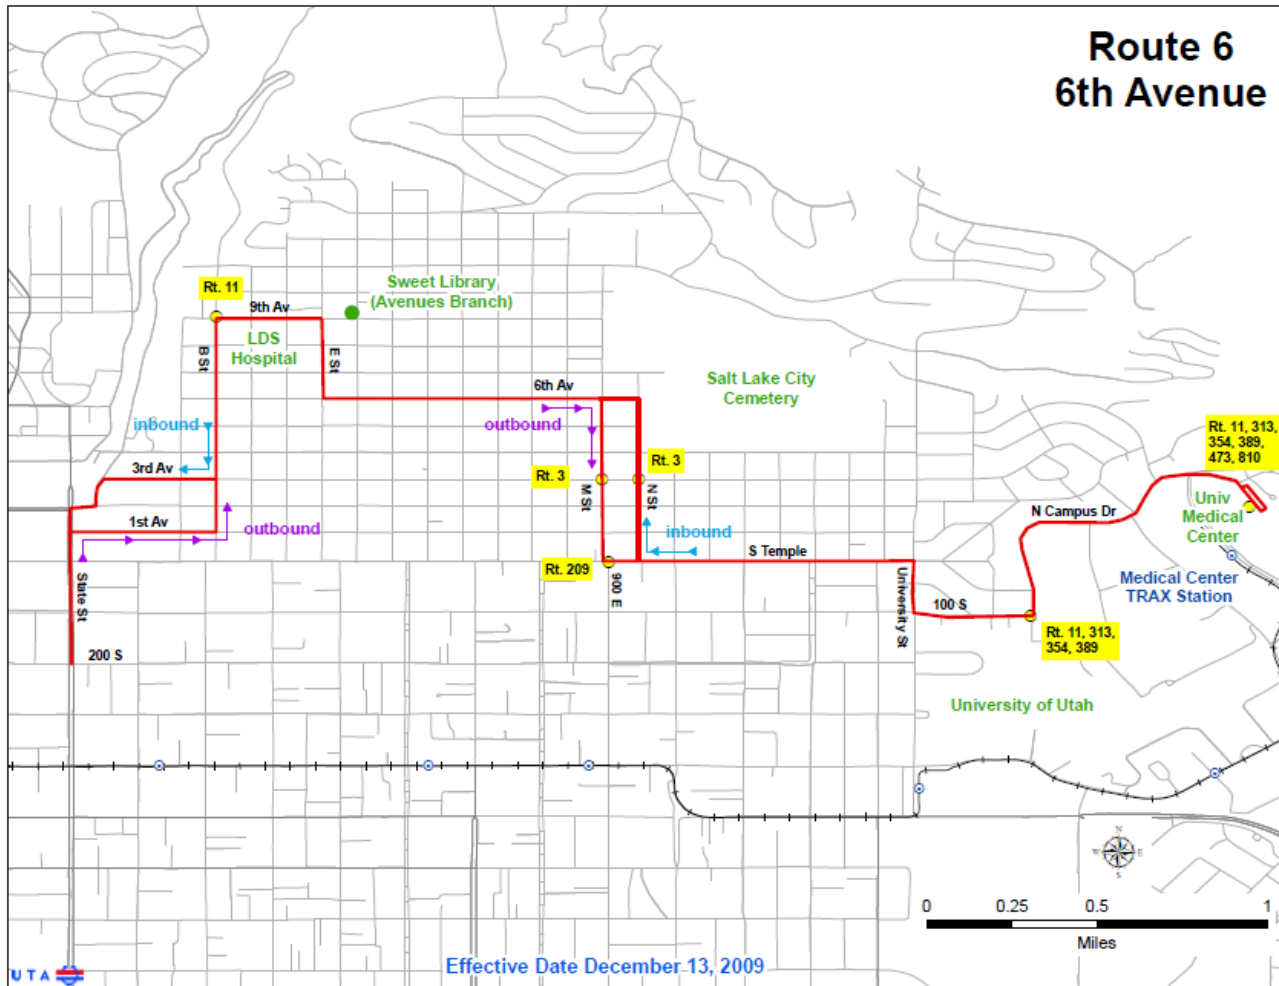 Route 6
6th Avenue
Rt. 11
Sweet Library
(Avenues Branch)
9th Av
LDS
Hospital
B St
E St
6th Av
Salt Lake City
Cemetery
inbound
outbound
Rt. 11, 313,
354, 389,
473, 810
3rd Av
Rt. 3
Rt. 3
M St
N St
Univ
Medical
Center
N Campus Dr
1st Av
outbound
inbound
S Temple
Rt. 209
900 E
State St
University St
Medical Center
TRAX Station
100 S
Rt. 11, 313,
354, 389
200 S
University of Utah
N
W E
S
0 0.25 0.5 1
Miles
UTA
Effective Date December 13, 2009